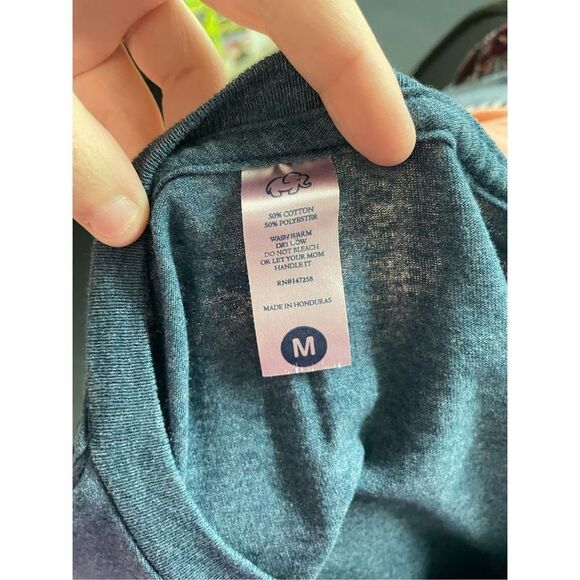 50% COTTON
50% POLYESTER
WASH WARM
DRY LOW
DO NOT BLEACH
OR LET YOUR MOM
HANDLE IT
RN#147258
MADE IN HONDURAS
M